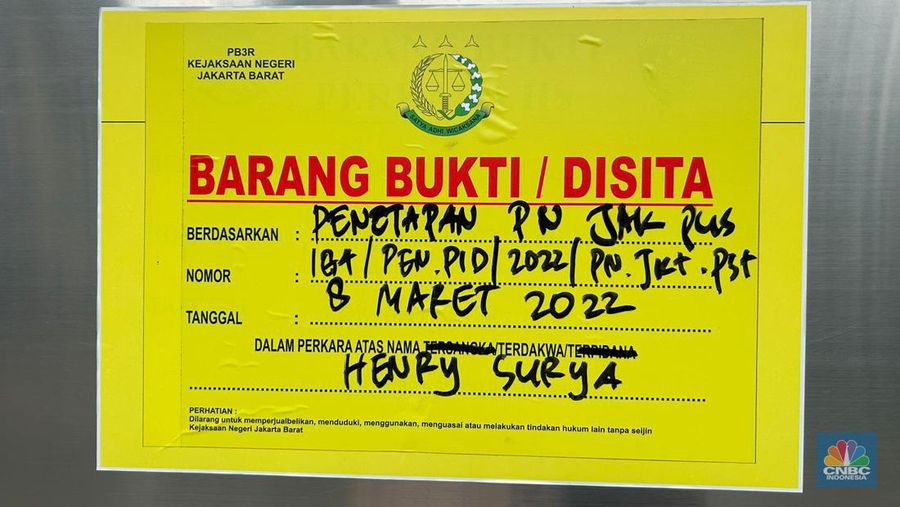 PB3R
KEJAKSAAN NEGERI
JAKARTA BARAT
SATYA ADHI WICAKSANA
BARANG BUKTI / DISITA
BERDASARKAN : PENETAPAN PN JAK PUS
NOMOR : 184/PEN.PID/2022/PN.JKT.PST
TANGGAL : 8 MARET 2022
DALAM PERKARA ATAS NAMA TERSANGKA/TERDAKWA/TERPIDANA
HENRY SURYA
PERHATIAN :
Dilarang untuk memperjualbelikan, menduduki, menggunakan, menguasai atau melakukan tindakan hukum lain tanpa seijin
Kejaksaan Negeri Jakarta Barat
CNBC
INDONESIA